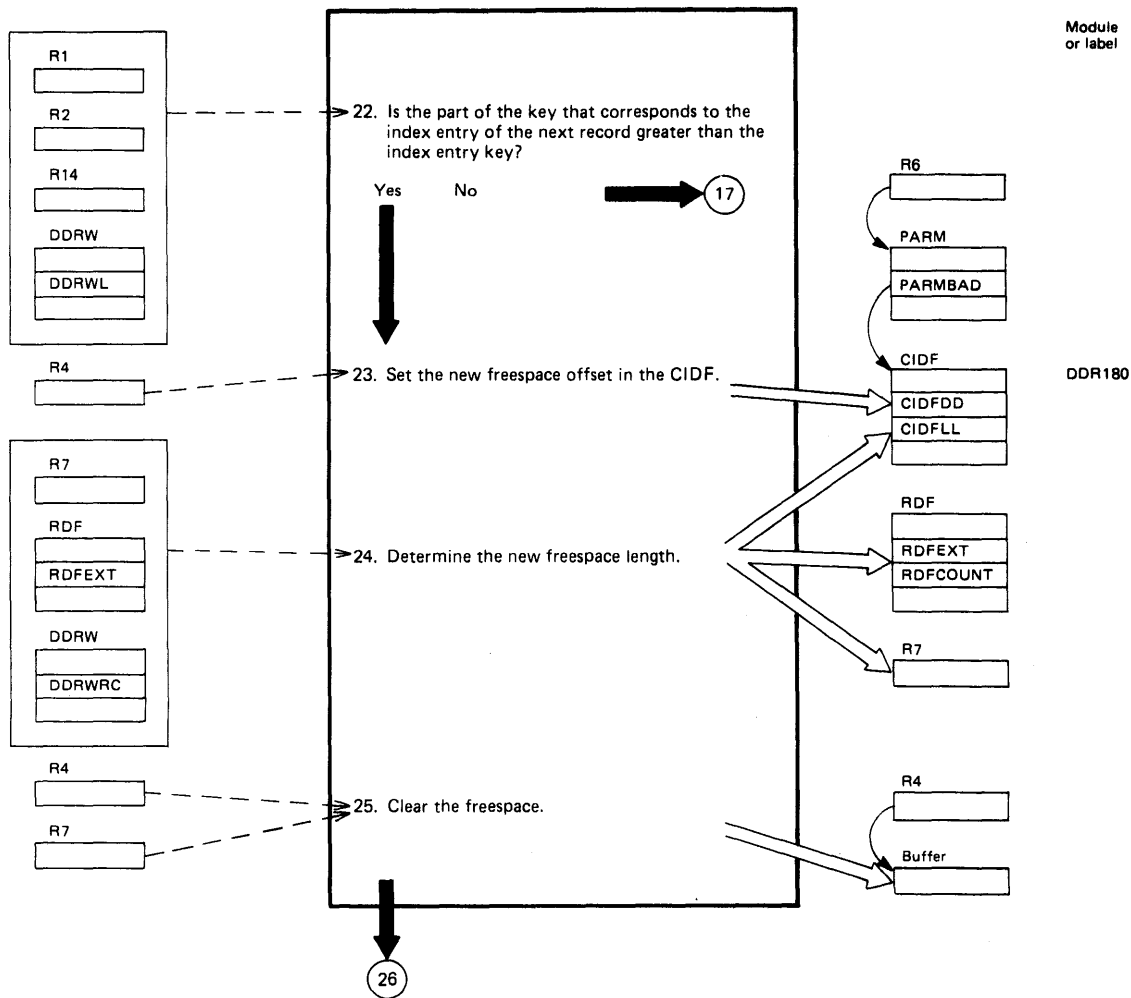 Module
or label
R1
R2
R14
DDRW
DDRWL
22. Is the part of the key that corresponds to the
index entry of the next record greater than the
index entry key?
Yes No
17
R6
PARM
PARMBAD
R4
23. Set the new freespace offset in the CIDF.
CIDF
CIDFDD
CIDFLL
DDR180
R7
RDF
RDFEXT
DDRW
DDRWRC
24. Determine the new freespace length.
RDF
RDFEXT
RDFCOUNT
R7
R4
R7
25. Clear the freespace.
R4
Buffer
26